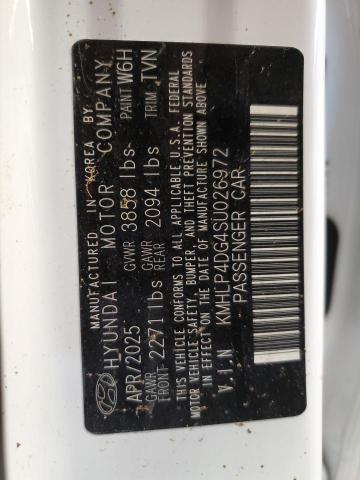 MANUFACTURED IN KOREA BY
HYUNDAI MOTOR COMPANY
APR/2025 GVWR 3858 lbs PAINT W6H
GAWR FRONT 2271 lbs GAWR REAR 2094 lbs TRIM TYN
THIS VEHICLE CONFORMS TO ALL APPLICABLE U.S.A. FEDERAL
MOTOR VEHICLE SAFETY, BUMPER, AND THEFT PREVENTION STANDARDS
IN EFFECT ON THE DATE OF MANUFACTURE SHOWN ABOVE
V I N : KMHLP4DG4SU026972
PASSENGER CAR